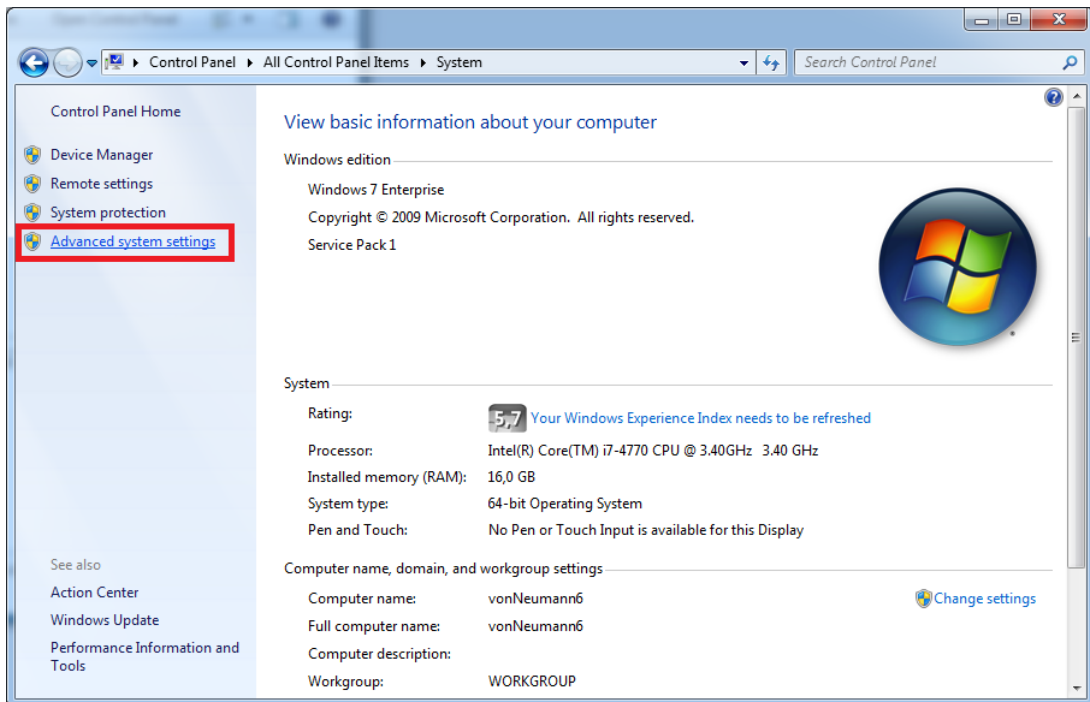 Control Panel ▸ All Control Panel Items ▸ System
Search Control Panel
Control Panel Home
Device Manager
Remote settings
System protection
Advanced system settings
See also
Action Center
Windows Update
Performance Information and
Tools
View basic information about your computer
Windows edition
Windows 7 Enterprise
Copyright © 2009 Microsoft Corporation. All rights reserved.
Service Pack 1
System
Rating: 5,7 Your Windows Experience Index needs to be refreshed
Processor: Intel(R) Core(TM) i7-4770 CPU @ 3.40GHz 3.40 GHz
Installed memory (RAM): 16,0 GB
System type: 64-bit Operating System
Pen and Touch: No Pen or Touch Input is available for this Display
Computer name, domain, and workgroup settings
Computer name: vonNeumann6 Change settings
Full computer name: vonNeumann6
Computer description:
Workgroup: WORKGROUP